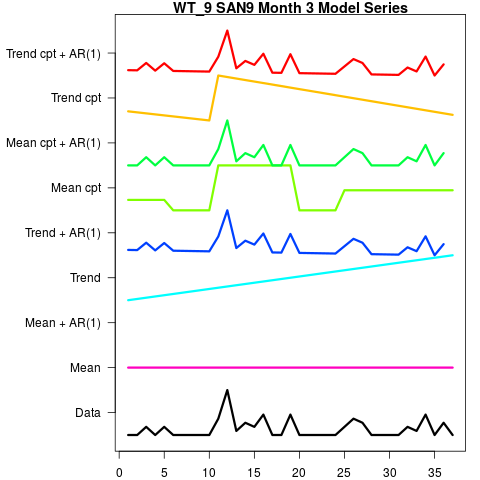 WT_9 SAN9 Month 3 Model Series
Trend cpt + AR(1)
Trend cpt
Mean cpt + AR(1)
Mean cpt
Trend + AR(1)
Trend
Mean + AR(1)
Mean
Data
0 5 10 15 20 25 30 35